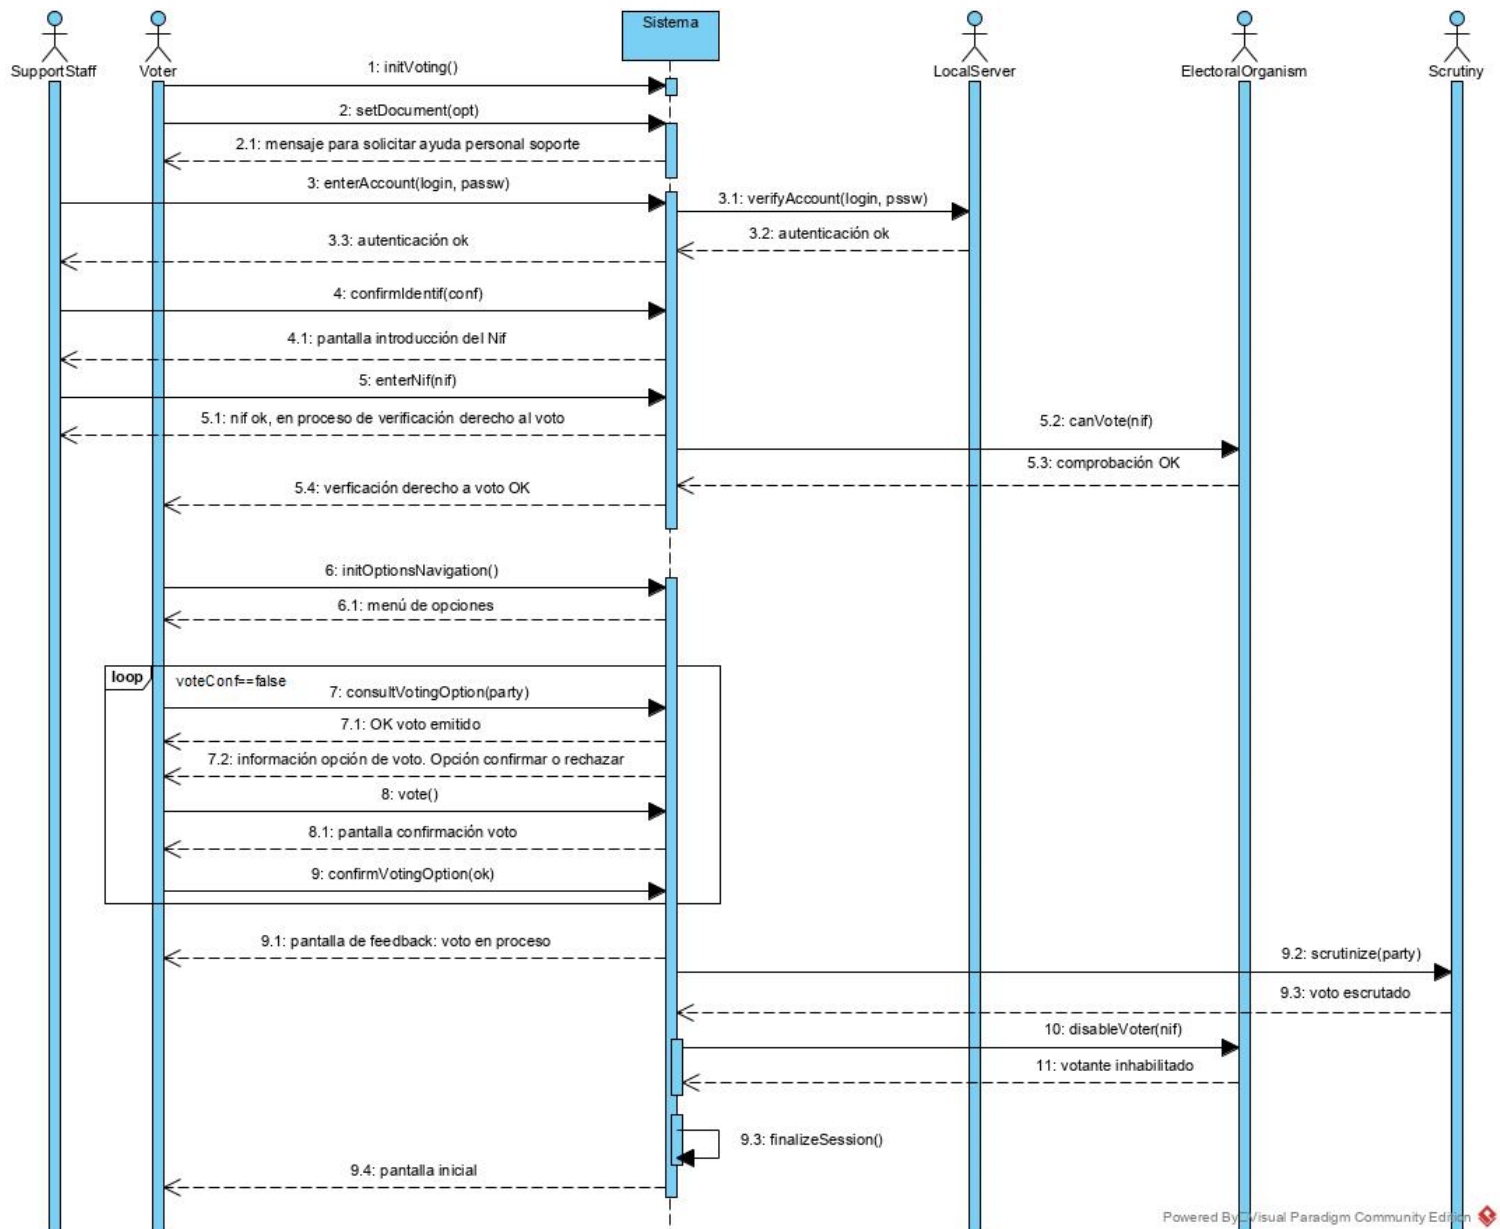 Sistema
SupportStaff
Voter
LocalServer
ElectoralOrganism
Scrutiny
1: initVoting()
2: setDocument(opt)
2.1: mensaje para solicitar ayuda personal soporte
3: enterAccount(login, passw)
3.1: verifyAccount(login, pssw)
3.2: autenticación ok
3.3: autenticación ok
4: confirmIdentif(conf)
4.1: pantalla introducción del Nif
5: enterNif(nif)
5.1: nif ok, en proceso de verificación derecho al voto
5.2: canVote(nif)
5.3: comprobación OK
5.4: verficación derecho a voto OK
6: initOptionsNavigation()
6.1: menú de opciones
loop
voteConf==false
7: consultVotingOption(party)
7.1: OK voto emitido
7.2: información opción de voto. Opción confirmar o rechazar
8: vote()
8.1: pantalla confirmación voto
9: confirmVotingOption(ok)
9.1: pantalla de feedback: voto en proceso
9.2: scrutinize(party)
9.3: voto escrutado
10: disableVoter(nif)
11: votante inhabilitado
9.3: finalizeSession()
9.4: pantalla inicial
Powered By Visual Paradigm Community Edition